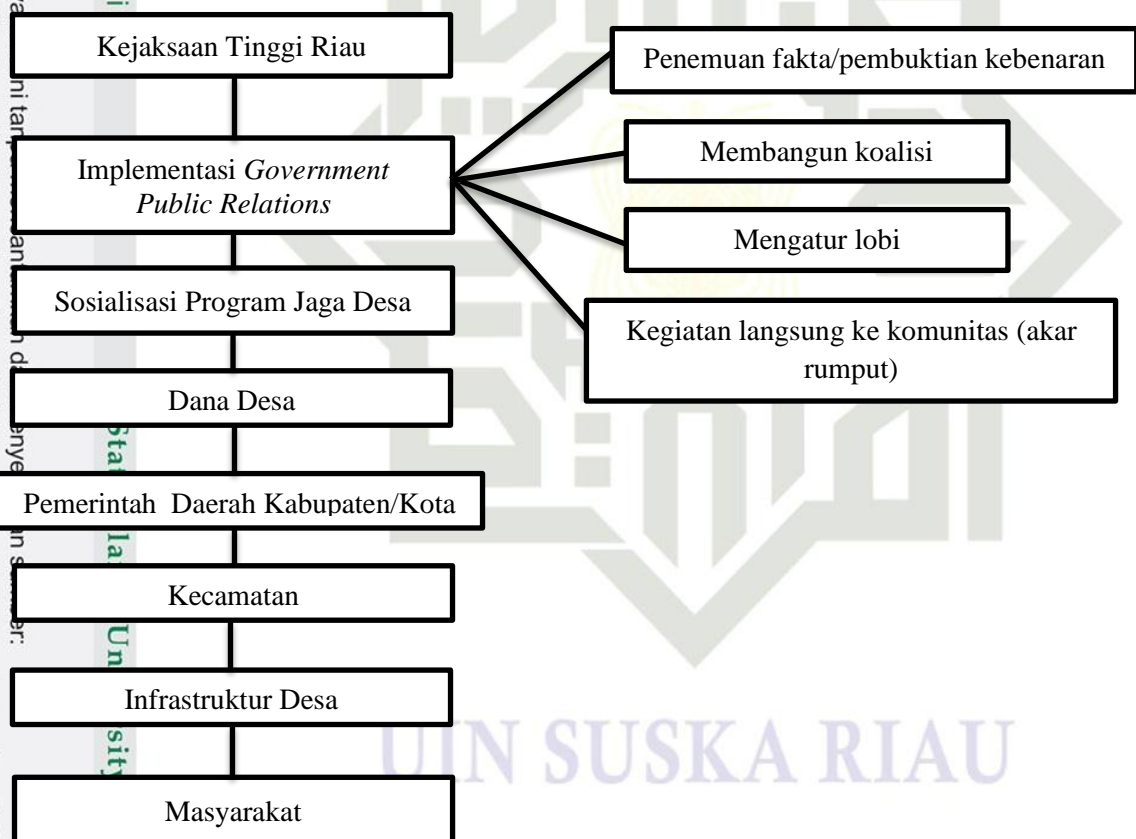 Kejaksaan Tinggi Riau
Implementasi Government
Public Relations
Sosialisasi Program Jaga Desa
Dana Desa
Pemerintah Daerah Kabupaten/Kota
Kecamatan
Infrastruktur Desa
Masyarakat
Penemuan fakta/pembuktian kebenaran
Membangun koalisi
Mengatur lobi
Kegiatan langsung ke komunitas (akar
rumput)
UIN SUSKA RIAU